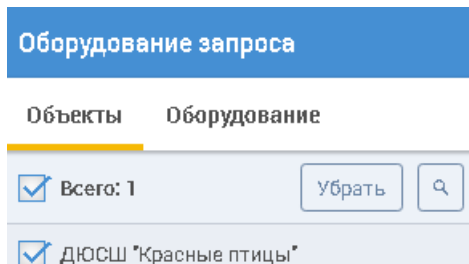 Оборудование запроса
Объекты Оборудование
Всего: 1 Убрать
ДЮСШ "Красные птицы"